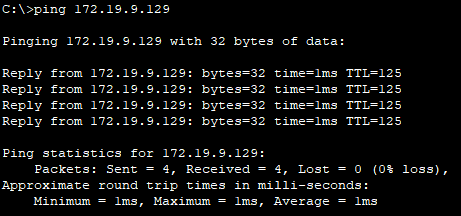 C:\>ping 172.19.9.129
Pinging 172.19.9.129 with 32 bytes of data:
Reply from 172.19.9.129: bytes=32 time=1ms TTL=125
Reply from 172.19.9.129: bytes=32 time=1ms TTL=125
Reply from 172.19.9.129: bytes=32 time=1ms TTL=125
Reply from 172.19.9.129: bytes=32 time=1ms TTL=125
Ping statistics for 172.19.9.129:
    Packets: Sent = 4, Received = 4, Lost = 0 (0% loss),
Approximate round trip times in milli-seconds:
    Minimum = 1ms, Maximum = 1ms, Average = 1ms